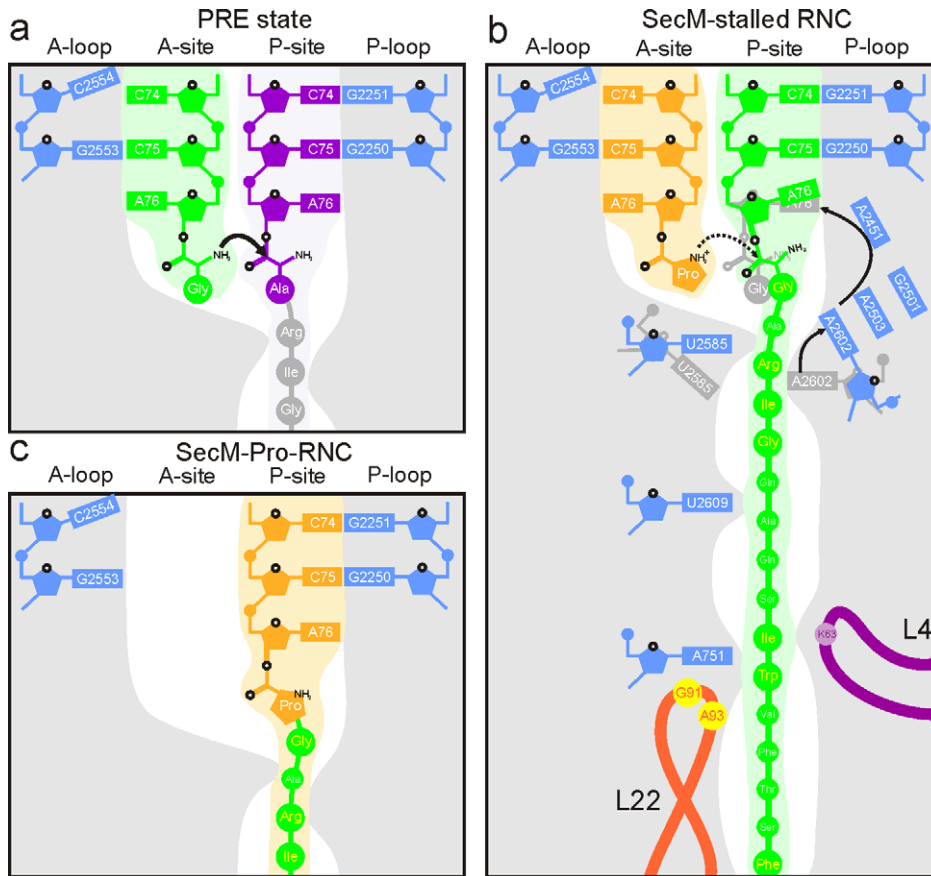 a
PRE state
A-loop A-site P-site P-loop
C2554
C74
C74
G2251
G2553
C75
C75
G2250
A76
A76
NH₂
NH₂
Gly
Ala
Arg
Ile
Gly
b
SecM-stalled RNC
A-loop A-site P-site P-loop
C2554
C74
C74
G2251
G2553
C75
C75
G2250
A76
A76
A76
A2451
G2501
A2503
A2602
A2602
NH₂
Pro
Gly
Gly
U2585
U2585
Ala
Arg
Ile
Gly
Gln
U2609
Ala
Gln
Ser
Ile
K63
L4
A751
Trp
G91
A93
Val
Phe
L22
Thr
Ser
Phe
c
SecM-Pro-RNC
A-loop A-site P-site P-loop
C2554
C74
G2251
G2553
C75
G2250
A76
Pro
Gly
Ala
Arg
Ile